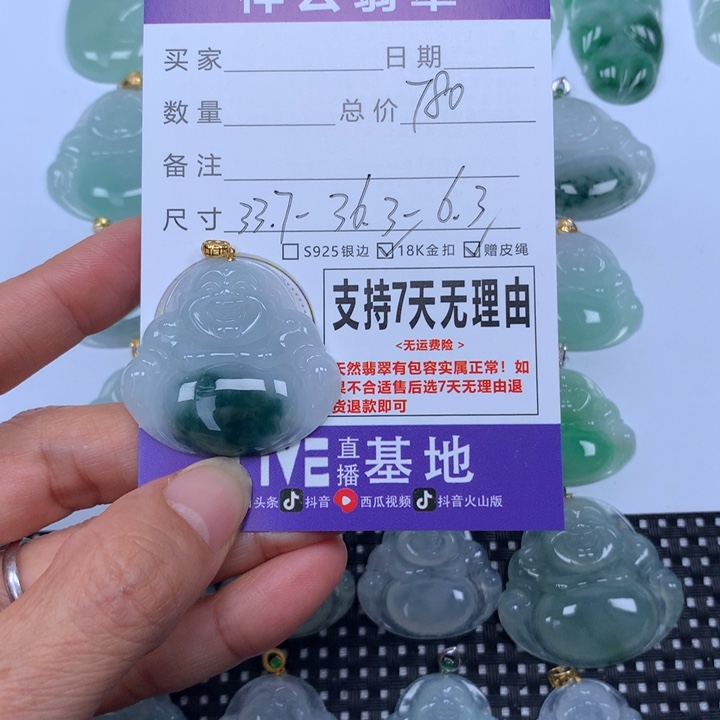 买家 日期
数量 总价 780
备注
尺寸 33.7-36.3-6.3
S925银边 18K金扣 赠皮绳
支持7天无理由
<无运费险>
天然翡翠有包容实属正常！如
果不合适售后选7天无理由退
货退款即可
直播基地
头条 抖音 西瓜视频 抖音火山版